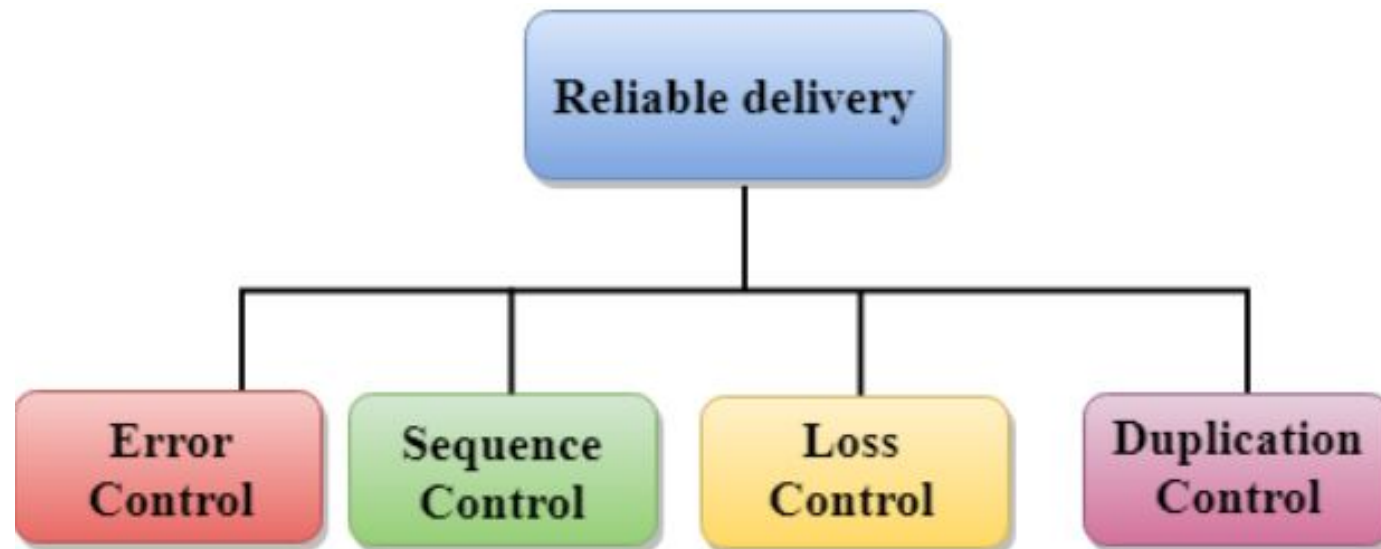 Reliable delivery
Error
Control
Sequence
Control
Loss
Control
Duplication
Control